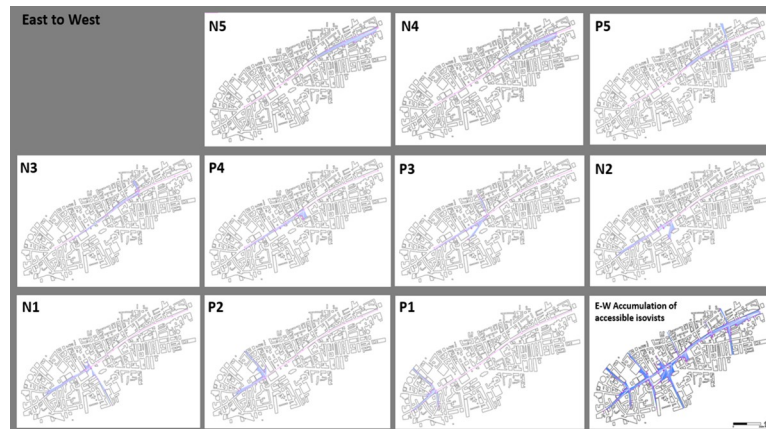 East to West
N5
N4
P5
N3
P4
P3
N2
N1
P2
P1
E-W Accumulation of
accessible isovists